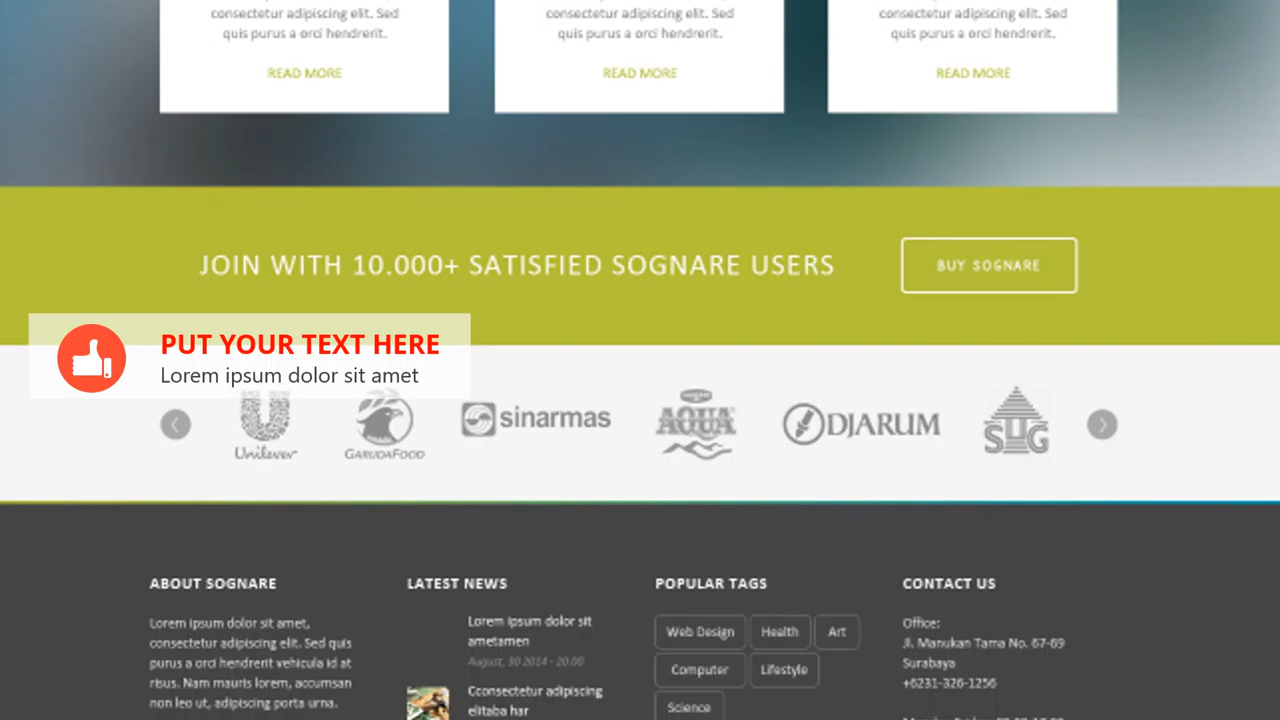 consectetur adipiscing elit. Sed
quis purus a orci hendrerit.
READ MORE
consectetur adipiscing elit. Sed
quis purus a orci hendrerit.
READ MORE
consectetur adipiscing elit. Sed
quis purus a orci hendrerit.
READ MORE
JOIN WITH 10.000+ SATISFIED SOGNARE USERS
BUY SOGNARE
PUT YOUR TEXT HERE
Lorem ipsum dolor sit amet
Unilever
GARUDAFOOD
sinarmas
AQUA
DJARUM
ABOUT SOGNARE
Lorem ipsum dolor sit amet,
consectetur adipiscing elit. Sed quis
purus a orci hendrerit vehicula id at
risus. Nam mauris lorem, accumsan
non leo ut, adipiscing porta urna.
LATEST NEWS
Lorem ipsum dolor sit
ametamen
August, 30 2014 - 20.00
Cconsectetur adipiscing
elitaba har
POPULAR TAGS
Web Design
Health
Art
Computer
Lifestyle
Science
CONTACT US
Office:
Jl. Manukan Tama No. 67-69
Surabaya
+6231-326-1256